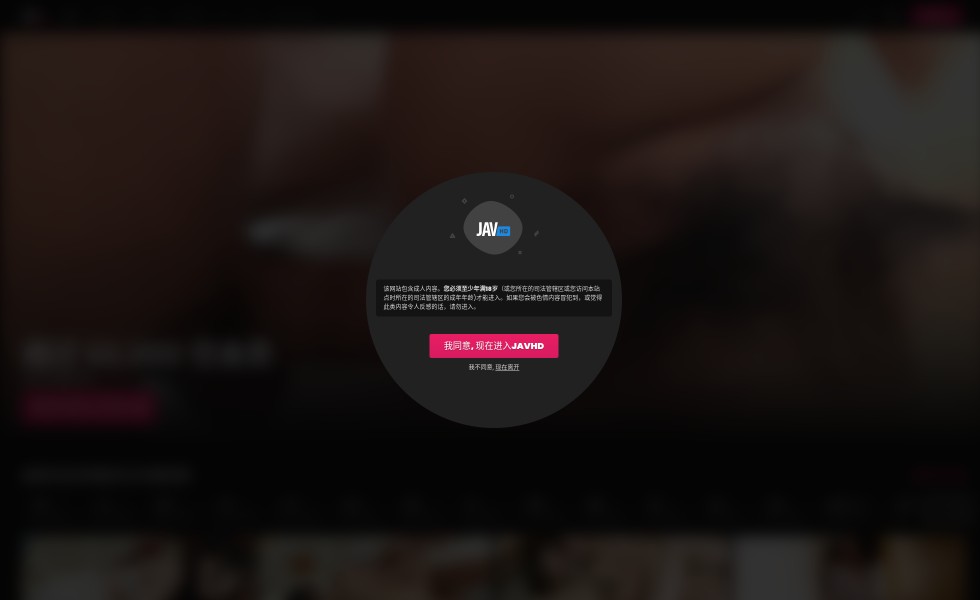 JAV HD
该网站包含成人内容。您必须至少年满18岁（或您所在的司法管辖区或您访问本站
点时所在的司法管辖区的成年年龄)才能进入。如果您会被色情内容冒犯到，或觉得
此类内容令人反感的话，请勿进入。
我同意, 现在进入JAVHD
我不同意, 现在离开